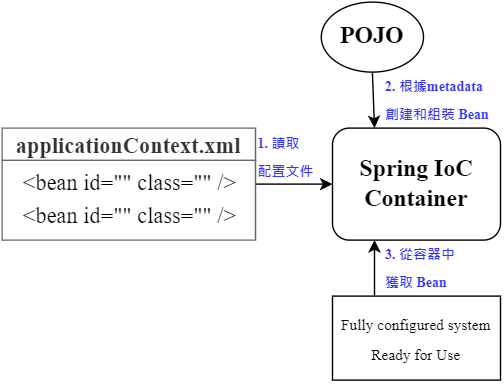 POJO
2. 根據metadata
創建和組裝 Bean
applicationContext.xml
<bean id="" class="" />
<bean id="" class="" />
1. 讀取
配置文件
Spring IoC
Container
3. 從容器中
獲取 Bean
Fully configured system
Ready for Use